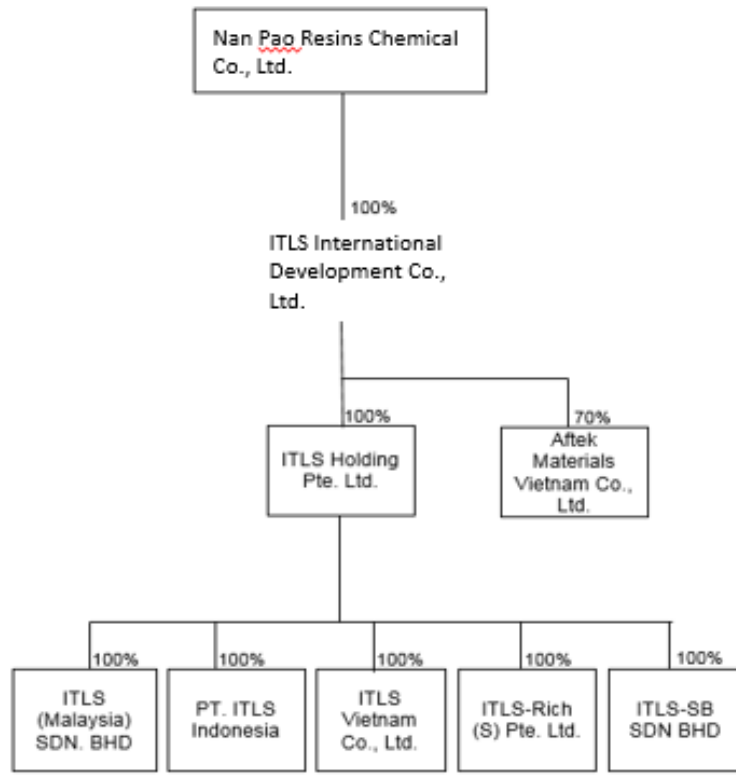 Nan Pao Resins Chemical
Co., Ltd.
100%
ITLS International
Development Co.,
Ltd.
100%
ITLS Holding
Pte. Ltd.
70%
Aftek
Materials
Vietnam Co.,
Ltd.
100%
ITLS
(Malaysia)
SDN. BHD
100%
PT. ITLS
Indonesia
100%
ITLS
Vietnam
Co., Ltd.
100%
ITLS-Rich
(S) Pte. Ltd.
100%
ITLS-SB
SDN BHD